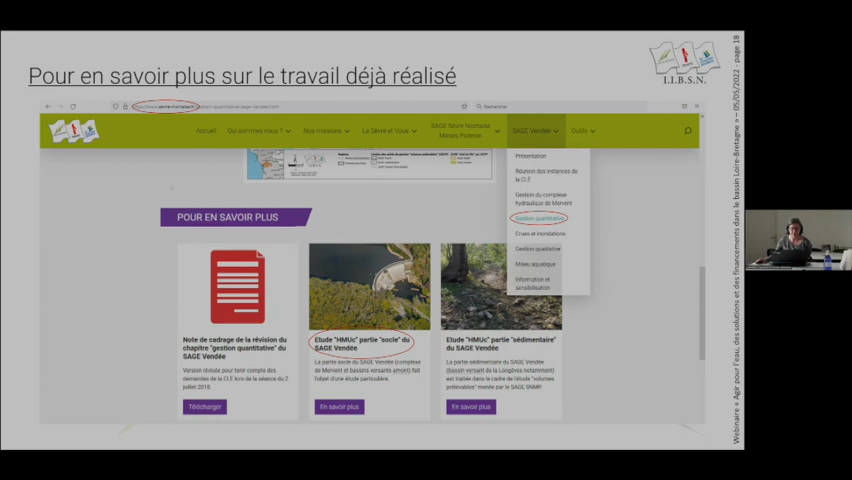 Pour en savoir plus sur le travail déjà réalisé
I.I.B.S.N.
Rechercher
Accueil
Qui sommes nous ?
Nos missions
La Sèvre et Vous
SAGE Sèvre Niortaise
Marais Poitevin
SAGE Vendée
Guide
Présentation
Réunion des instances de
la CLE
Gestion du complexe
hydraulique de Mervent
Gestion quantitative
Crues et inondations
Gestion qualitative
Milieu aquatique
Information et
sensibilisation
POUR EN SAVOIR PLUS
Note de cadrage de la révision du
chapitre "gestion quantitative" du
SAGE Vendée
Version révisée pour tenir compte des
demandes de la CLE lors de la séance du 2
juillet 2018.
Télécharger
Etude "HMUc" partie "socle" du
SAGE Vendée
La partie socle du SAGE Vendée (complexe
de Mervent et bassins versants amont) fait
l'objet d'une étude particulière.
En savoir plus
Etude "HMUc" partie "sédimentaire"
du SAGE Vendée
La partie sédimentaire du SAGE Vendée
(bassin versant de la Longèves notamment)
est traitée dans le cadre de l'étude "volumes
prélevables" menée par le SAGE SNMP.
En savoir plus
Webinaire « Agir pour l'eau, des solutions et des financements dans le bassin Loire-Bretagne » – 05/05/2022 - page 18